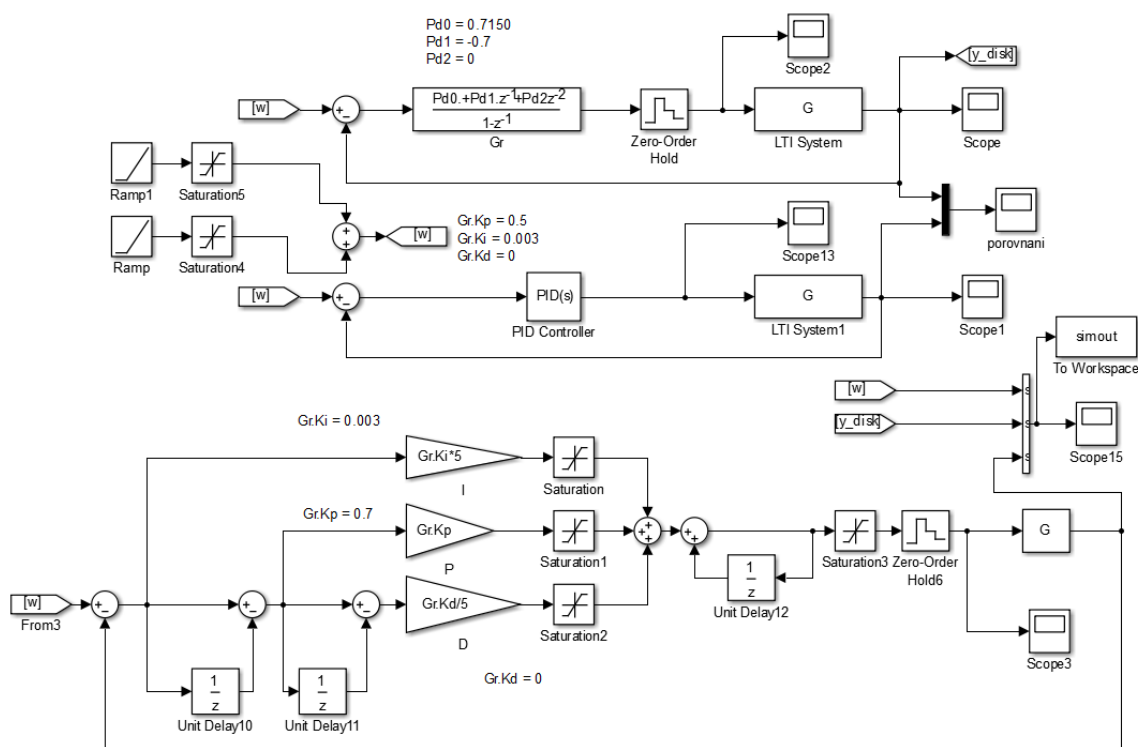 Pd0 = 0.7150
Pd1 = -0.7
Pd2 = 0
Scope2
[y_disk]
[w]
+
-
Pd0.+Pd1.z-1+Pd2z-2
1-z-1
Gr
Zero-Order
Hold
G
LTI System
Scope
Ramp1
Saturation5
Ramp
Saturation4
+
+
[w]
Gr.Kp = 0.5
Gr.Ki = 0.003
Gr.Kd = 0
Scope13
porovnani
[w]
+
-
PID(s)
PID Controller
G
LTI System1
Scope1
simout
To Workspace
[w]
[y_disk]
s
s
s
Scope15
Gr.Ki = 0.003
Gr.Ki*5
I
Saturation
Gr.Kp = 0.7
Gr.Kp
P
Saturation1
+
+
+
+
+
1
z
Unit Delay12
Saturation3
Zero-Order
Hold6
G
Scope3
[w]
From3
+
-
+
-
+
-
Gr.Kd/5
D
Saturation2
1
z
Unit Delay10
1
z
Unit Delay11
Gr.Kd = 0